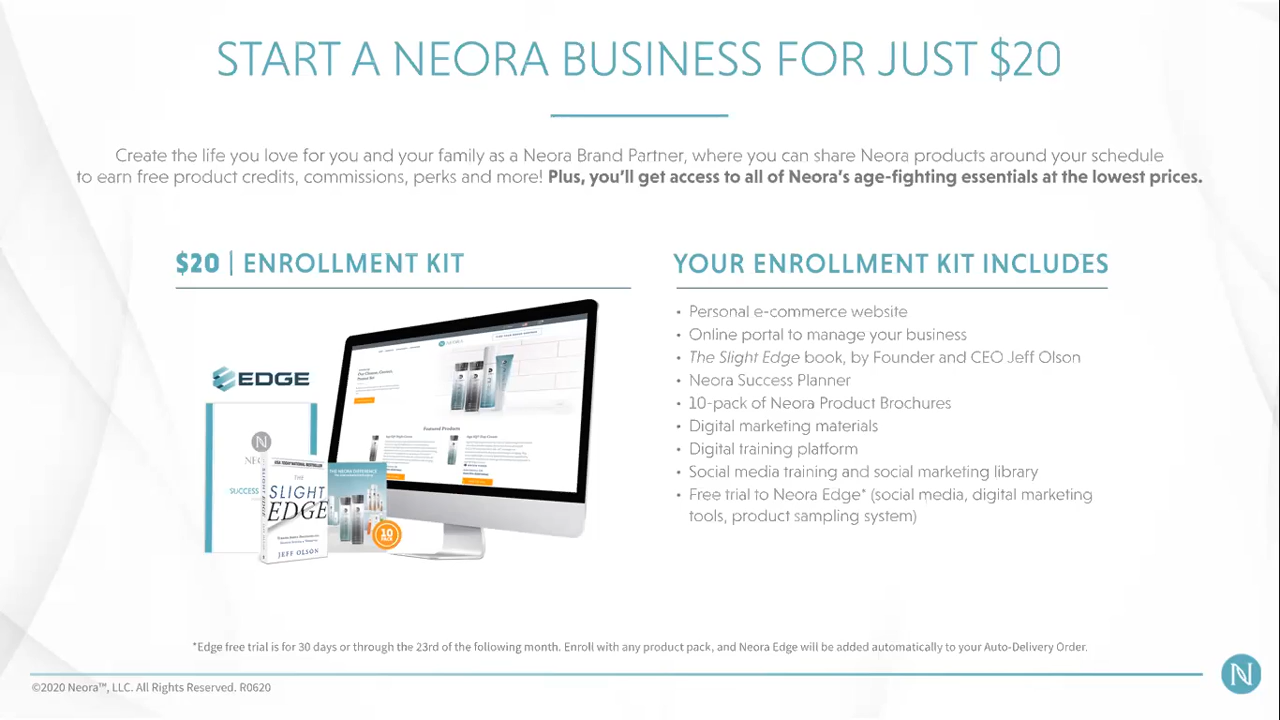 START A NEORA BUSINESS FOR JUST $20
Create the life you love for you and your family as a Neora Brand Partner, where you can share Neora products around your schedule
to earn free product credits, commissions, perks and more! Plus, you'll get access to all of Neora's age-fighting essentials at the lowest prices.
$20 | ENROLLMENT KIT
EDGE
SUCCESS
THE
SLIGHT
EDGE
JEFF OLSON
THE NEORA DIFFERENCE
10
PACK
Featured Products
YOUR ENROLLMENT KIT INCLUDES
• Personal e-commerce website
• Online portal to manage your business
• The Slight Edge book, by Founder and CEO Jeff Olson
• Neora Success Planner
• 10-pack of Neora Product Brochures
• Digital marketing materials
• Digital training platform
• Social media training and social marketing library
• Free trial to Neora Edge* (social media, digital marketing
tools, product sampling system)
*Edge free trial is for 30 days or through the 23rd of the following month. Enroll with any product pack, and Neora Edge will be added automatically to your Auto-Delivery Order.
©2020 Neora™, LLC. All Rights Reserved. R0620
N